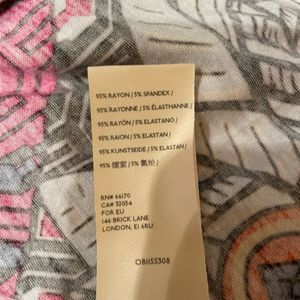 95% RAYON / 5% SPANDEX /
95% RAYONNE / 5% ÉLASTHANNE /
95% RAYÓN / 5% ELASTANO /
95% RAION / 5% ELASTAN /
95% KUNSTSEIDE / 5% ELASTAN /
95% 嫘萦 / 5% 氨纶 /
RN# 66170
CA# 32054
FOR EU
146 BRICK LANE
LONDON, E1 6RU
OB1155308